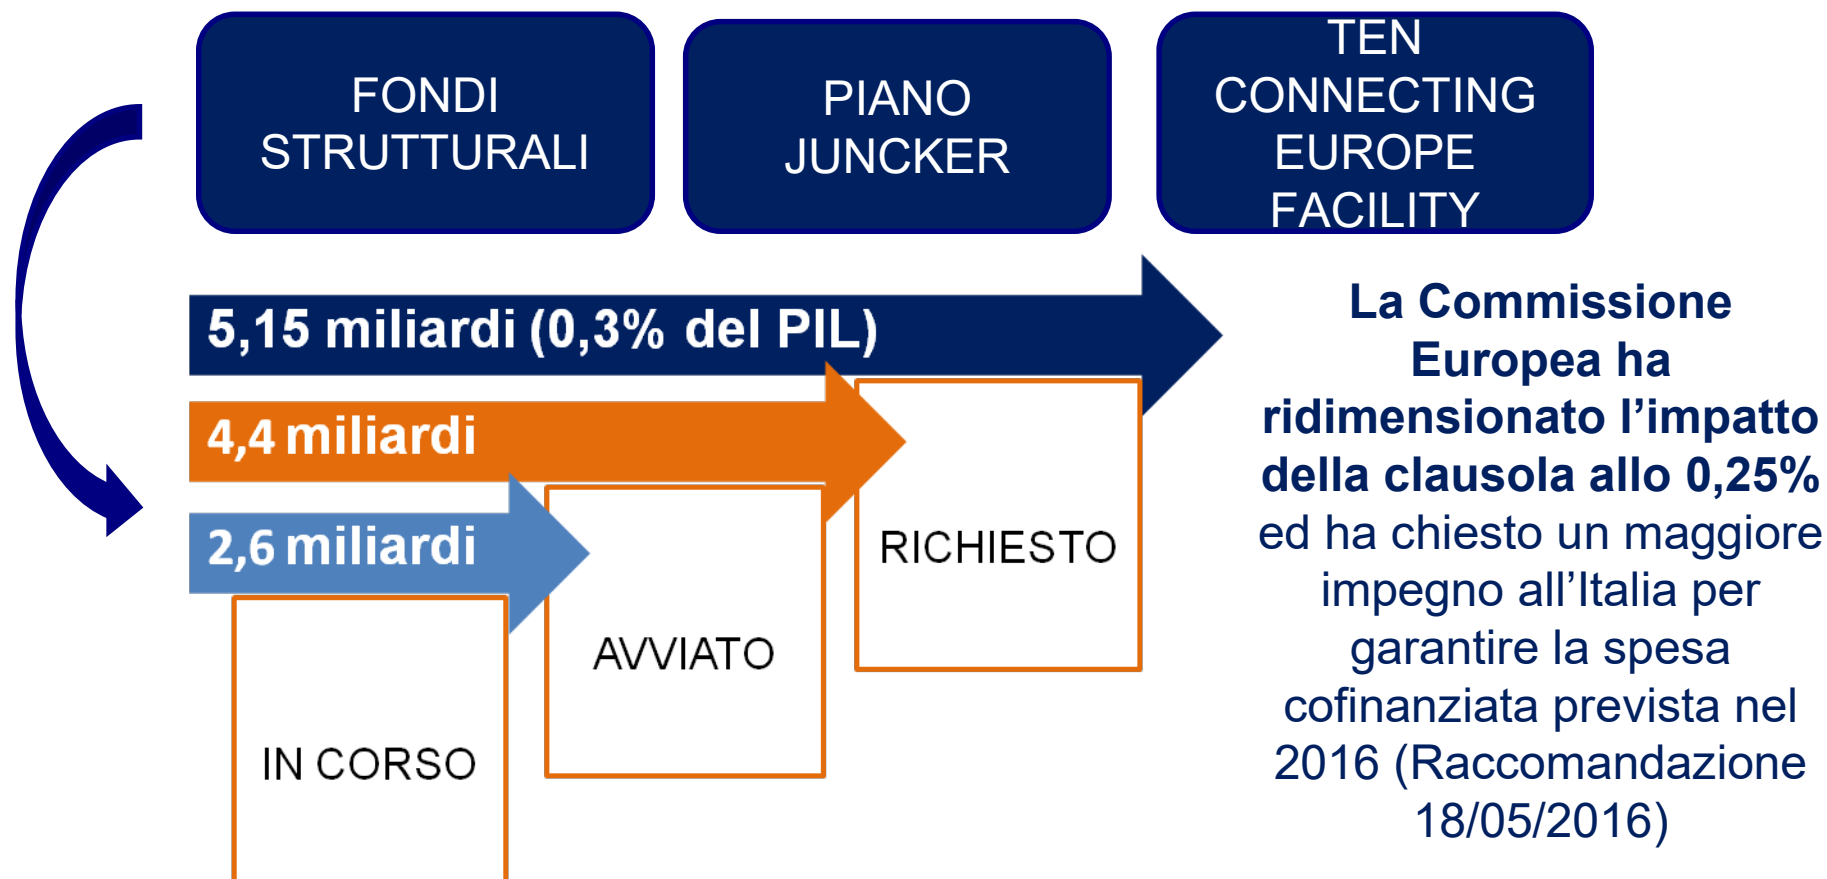 FONDI
STRUTTURALI
PIANO
JUNCKER
TEN
CONNECTING
EUROPE
FACILITY
5,15 miliardi (0,3% del PIL)
4,4 miliardi
2,6 miliardi
RICHIESTO
AVVIATO
IN CORSO
La Commissione
Europea ha
ridimensionato l’impatto
della clausola allo 0,25%
ed ha chiesto un maggiore
impegno all’Italia per
garantire la spesa
cofinanziata prevista nel
2016 (Raccomandazione
18/05/2016)